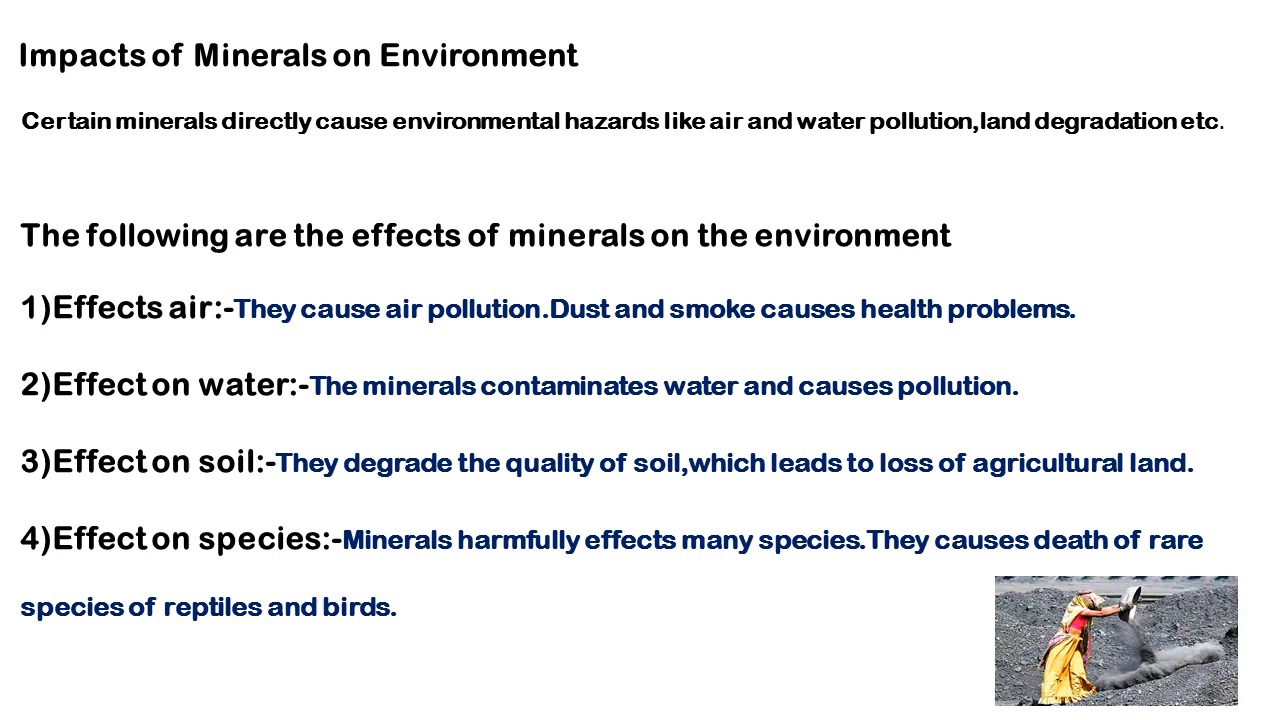 Impacts of Minerals on Environment
Certain minerals directly cause environmental hazards like air and water pollution,land degradation etc.
The following are the effects of minerals on the environment
1)Effects air:-They cause air pollution.Dust and smoke causes health problems.
2)Effect on water:-The minerals contaminates water and causes pollution.
3)Effect on soil:-They degrade the quality of soil,which leads to loss of agricultural land.
4)Effect on species:-Minerals harmfully effects many species.They causes death of rare
species of reptiles and birds.